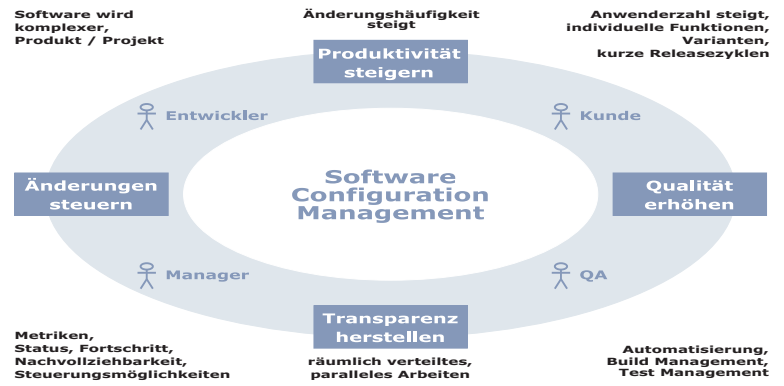 Software wird
komplexer,
Produkt / Projekt
Änderungshäufigkeit
steigt
Anwenderzahl steigt,
individuelle Funktionen,
Varianten,
kurze Releasezyklen
Produktivität
steigern
Entwickler
Kunde
Änderungen
steuern
Software
Configuration
Management
Qualität
erhöhen
Manager
QA
Transparenz
herstellen
Metriken,
Status, Fortschritt,
Nachvollziehbarkeit,
Steuerungsmöglichkeiten
räumlich verteiltes,
paralleles Arbeiten
Automatisierung,
Build Management,
Test Management